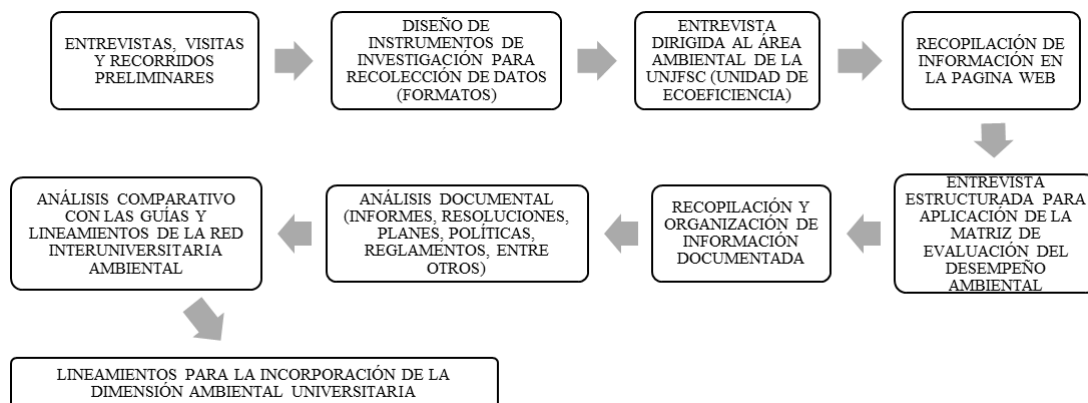 ENTREVISTAS, VISITAS
Y RECORRIDOS
PRELIMINARES
DISEÑO DE
INSTRUMENTOS DE
INVESTIGACIÓN PARA
RECOLECCIÓN DE DATOS
(FORMATOS)
ENTREVISTA
DIRIGIDA AL ÁREA
AMBIENTAL DE LA
UNJFSC (UNIDAD DE
ECOEFICIENCIA)
RECOPILACIÓN DE
INFORMACIÓN EN
LA PAGINA WEB
ENTREVISTA
ESTRUCTURADA PARA
APLICACIÓN DE LA
MATRIZ DE
EVALUACIÓN DEL
DESEMPEÑO
AMBIENTAL
RECOPILACIÓN Y
ORGANIZACIÓN DE
INFORMACIÓN
DOCUMENTADA
ANÁLISIS DOCUMENTAL
(INFORMES, RESOLUCIONES,
PLANES, POLÍTICAS,
REGLAMENTOS, ENTRE
OTROS)
ANÁLISIS COMPARATIVO
CON LAS GUÍAS Y
LINEAMIENTOS DE LA RED
INTERUNIVERSITARIA
AMBIENTAL
LINEAMIENTOS PARA LA INCORPORACIÓN DE LA
DIMENSIÓN AMBIENTAL UNIVERSITARIA